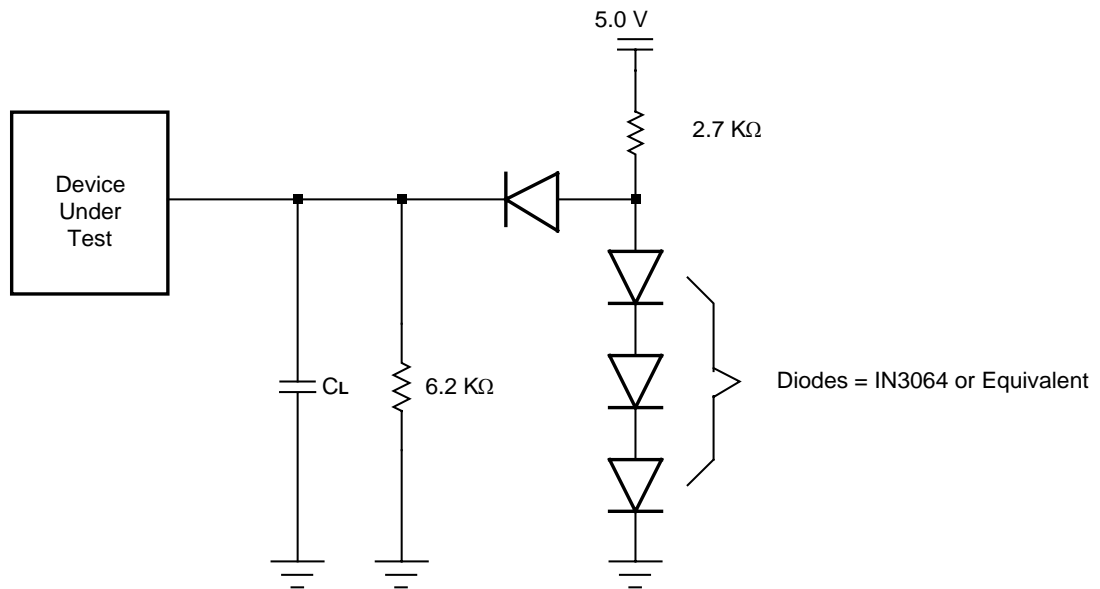 5.0 V
2.7 KΩ
Device
Under
Test
CL
6.2 KΩ
Diodes = IN3064 or Equivalent